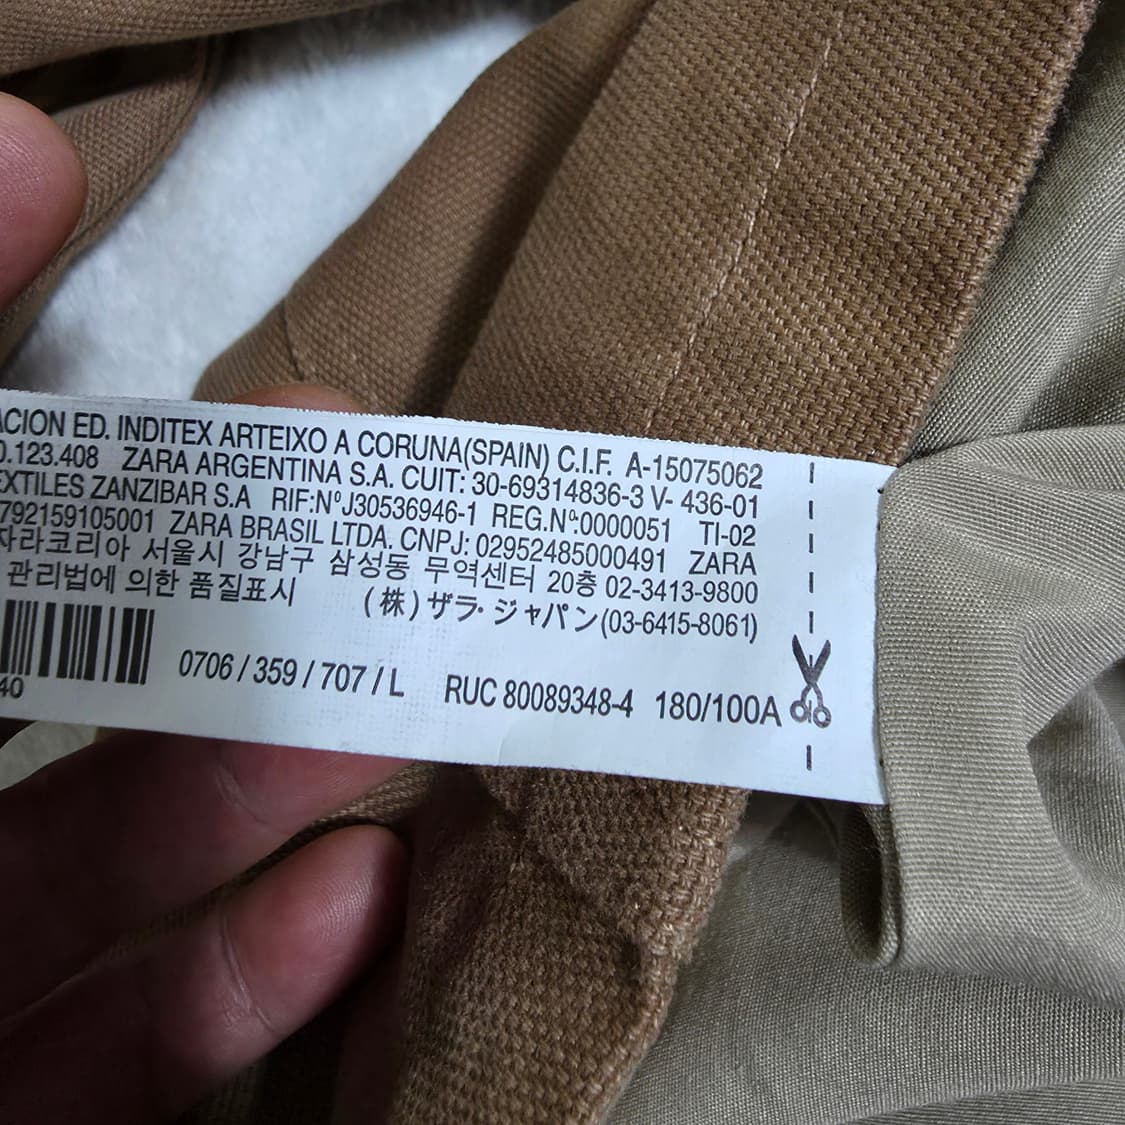 ACION ED. INDITEX ARTEIXO A CORUNA(SPAIN) C.I.F. A-15075062
0.123.408 ZARA ARGENTINA S.A. CUIT: 30-69314836-3 V- 436-01
EXTILES ZANZIBAR S.A RIF:NºJ30536946-1 REG.Nº:0000051 TI-02
792159105001 ZARA BRASIL LTDA. CNPJ: 02952485000491 ZARA
자라코리아 서울시 강남구 삼성동 무역센터 20층 02-3413-9800
관리법에 의한 품질표시 (株) ザラ・ジャパン(03-6415-8061)
40 0706 / 359 / 707 / L RUC 80089348-4 180/100A